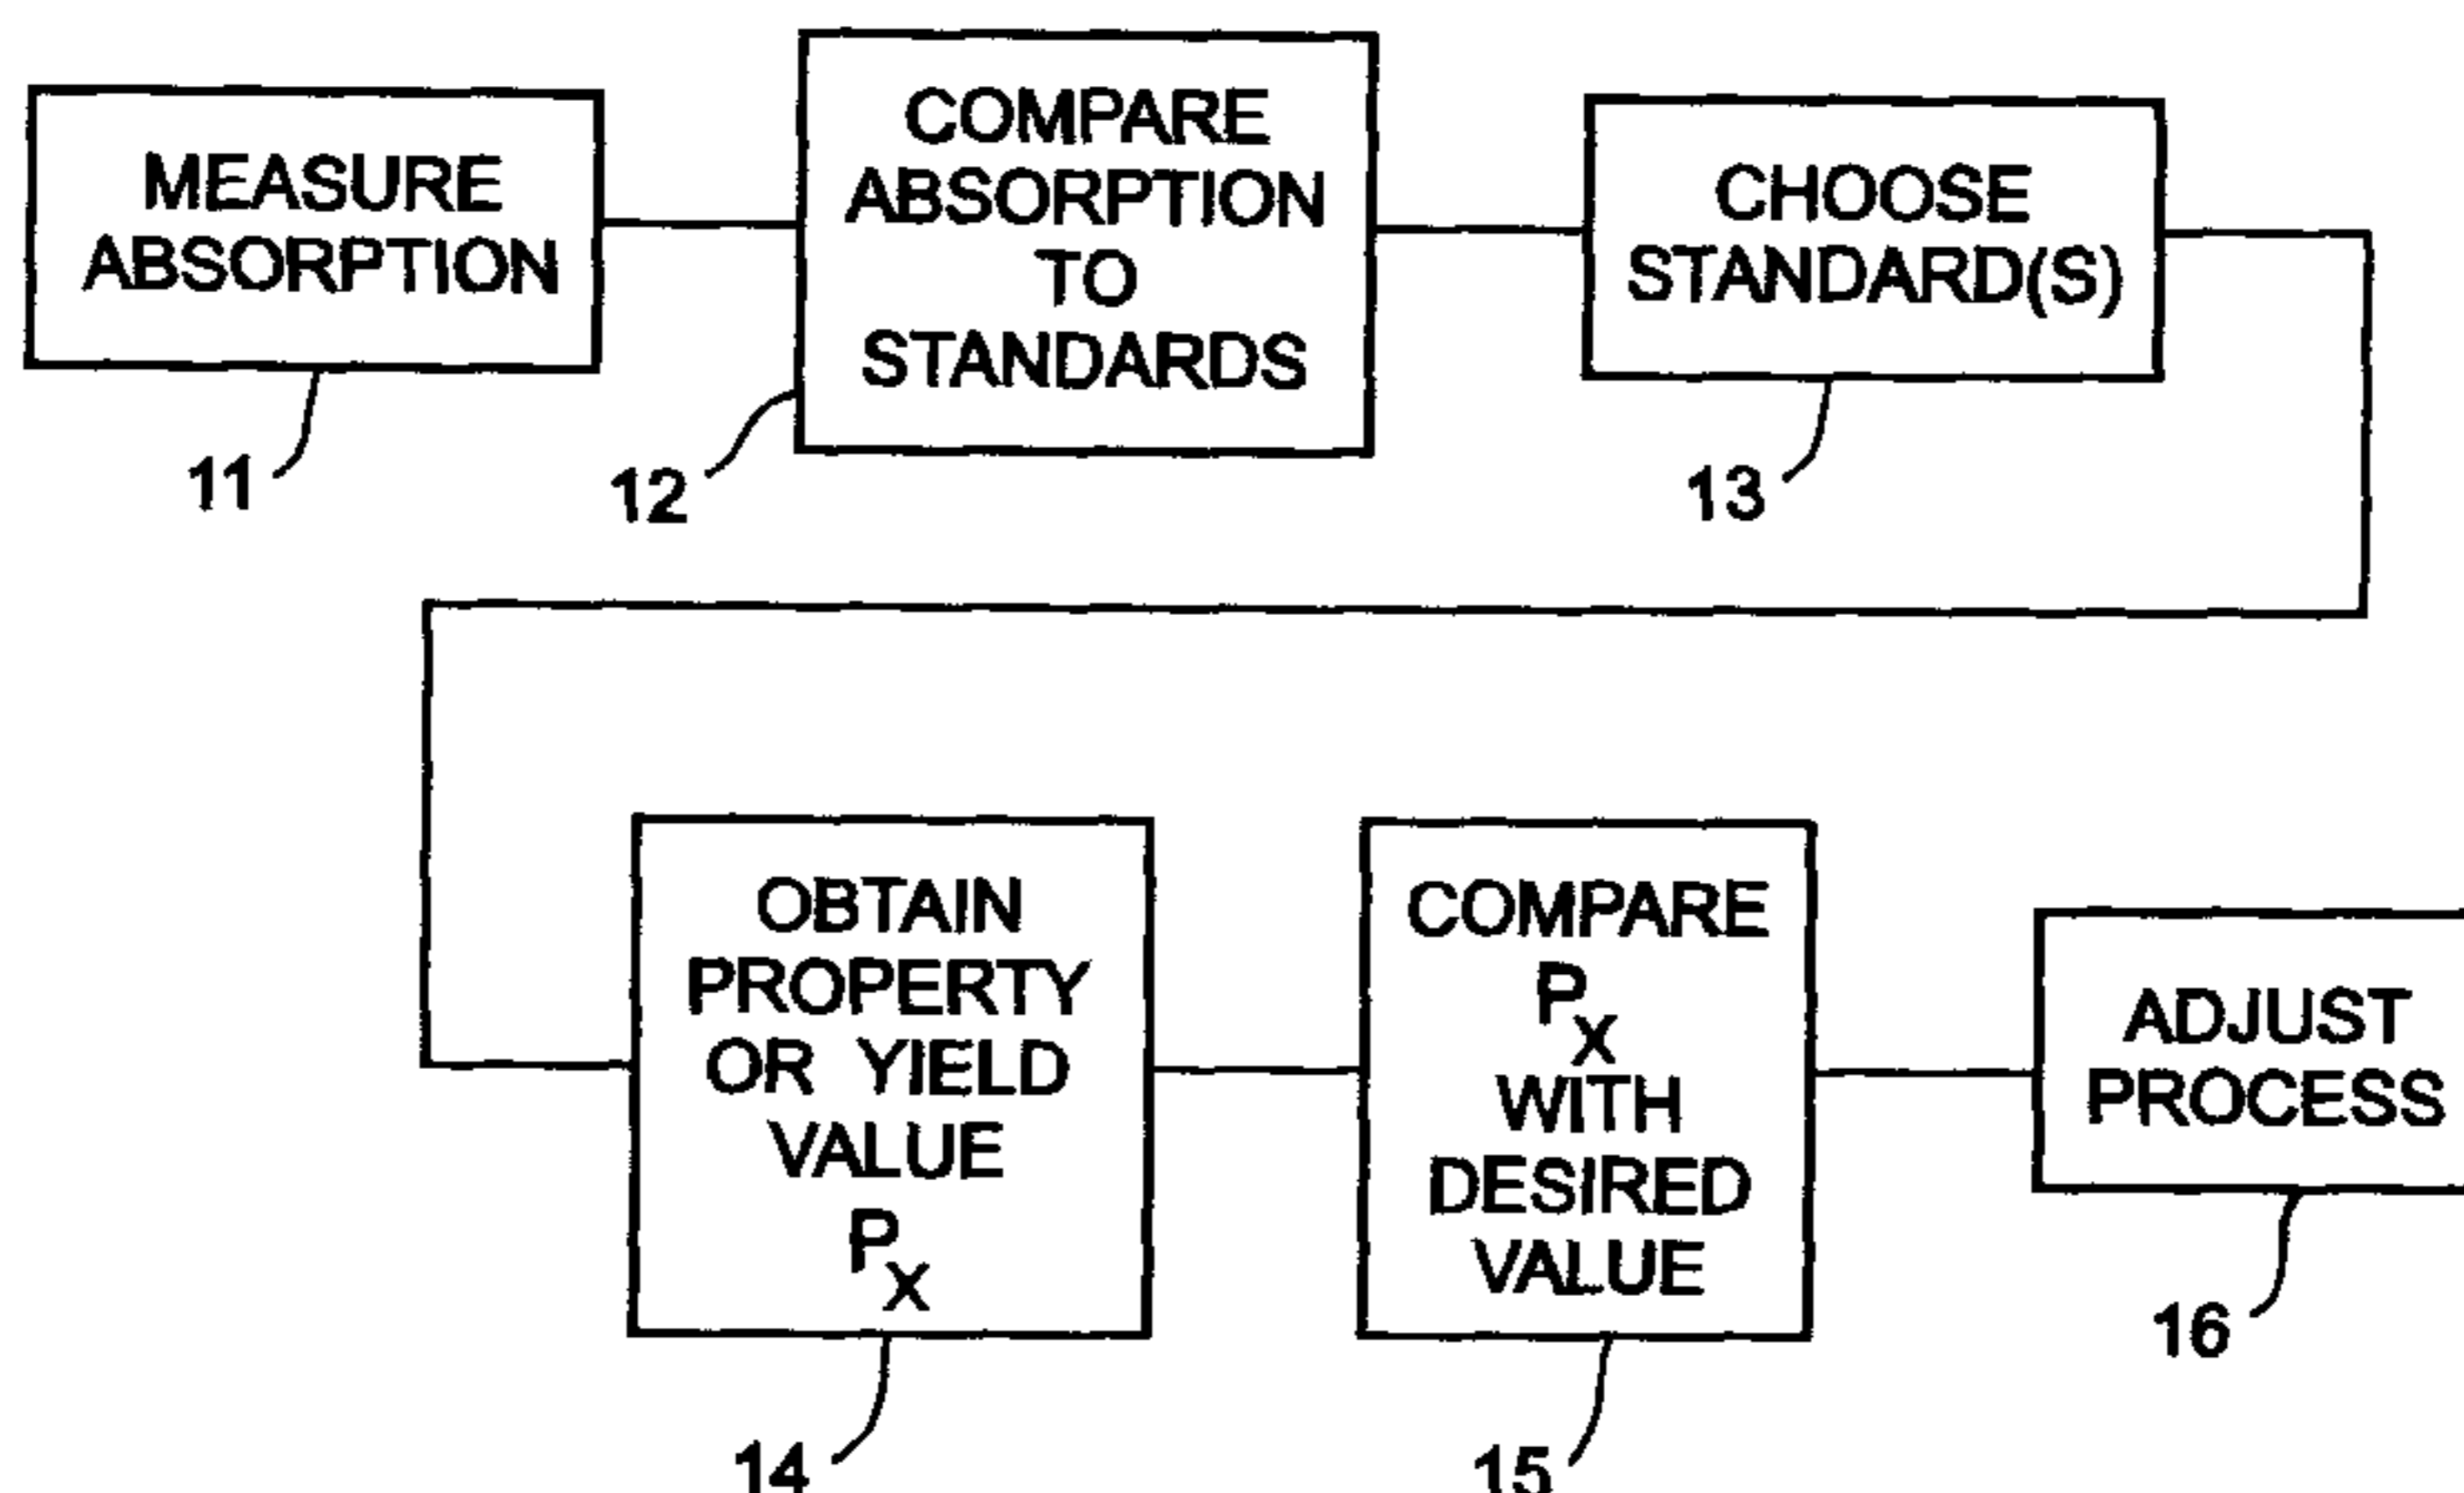 MEASURE
ABSORPTION
11
COMPARE
ABSORPTION
TO
STANDARDS
12
CHOOSE
STANDARD(S)
13
OBTAIN
PROPERTY
OR YIELD
VALUE
PX
14
COMPARE
PX
WITH
DESIRED
VALUE
15
ADJUST
PROCESS
16